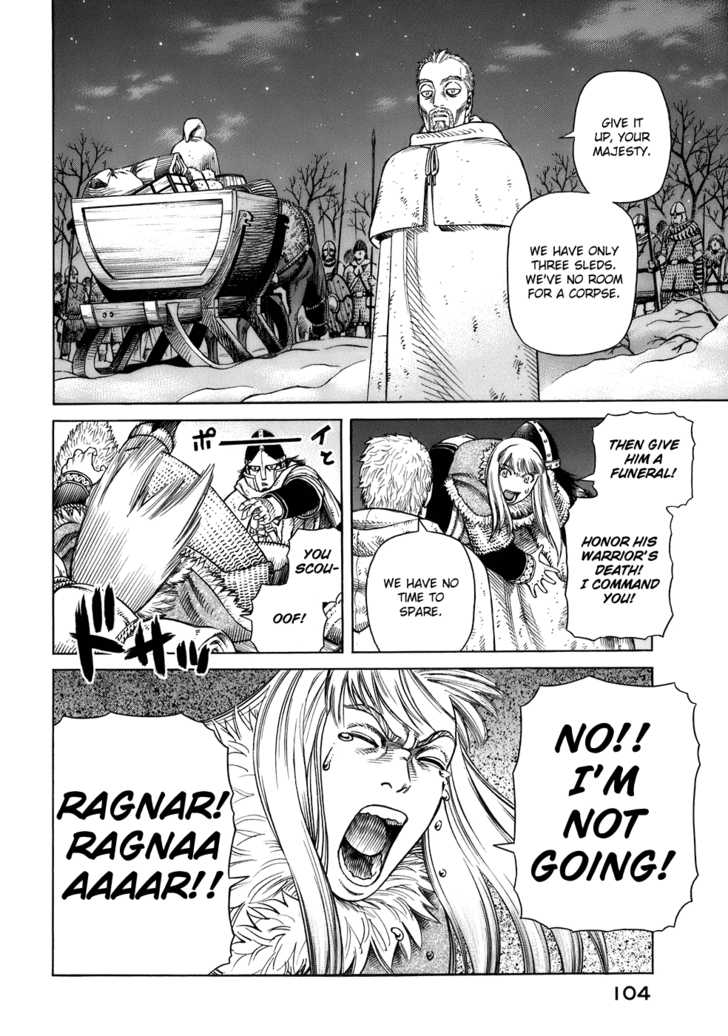 GIVE IT
UP, YOUR
MAJESTY.
WE HAVE ONLY
THREE SLEDS.
WE'VE NO ROOM
FOR A CORPSE.
THEN GIVE
HIM A
FUNERAL!
HONOR HIS
WARRIOR'S
DEATH!
I COMMAND
YOU!
WE HAVE NO
TIME TO
SPARE.
ポーイっと
YOU
SCOU-
OOF!
ドサッ
NO!!
I'M
NOT
GOING!
RAGNAR!
RAGNAA
AAAAR!!
104